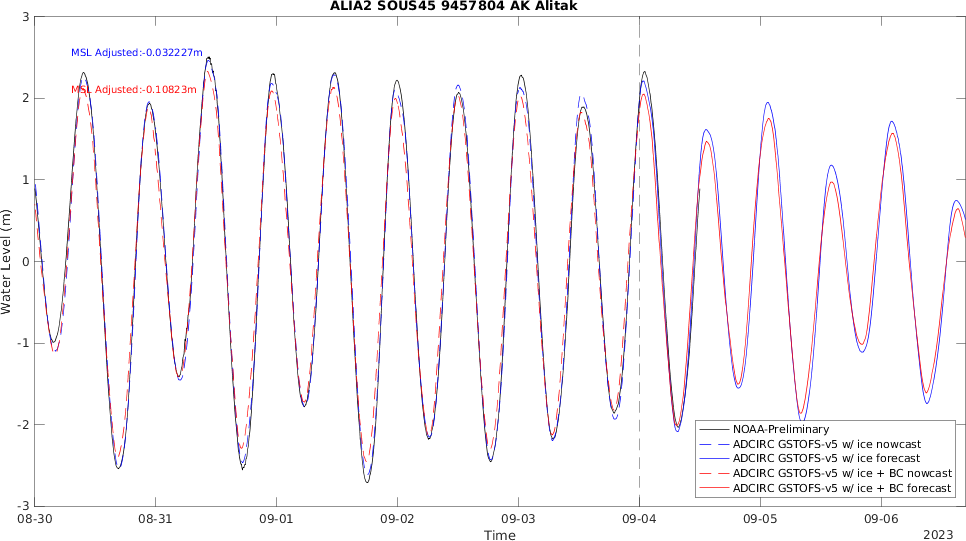 ALIA2 SOUS45 9457804 AK Alitak
3
2
1
0
-1
-2
-3
Water Level (m)
MSL Adjusted:-0.032227m
MSL Adjusted:-0.10823m
NOAA-Preliminary
ADCIRC GSTOFS-v5 w/ ice nowcast
ADCIRC GSTOFS-v5 w/ ice forecast
ADCIRC GSTOFS-v5 w/ ice + BC nowcast
ADCIRC GSTOFS-v5 w/ ice + BC forecast
08-30 08-31 09-01 09-02 09-03 09-04 09-05 09-06
Time
2023